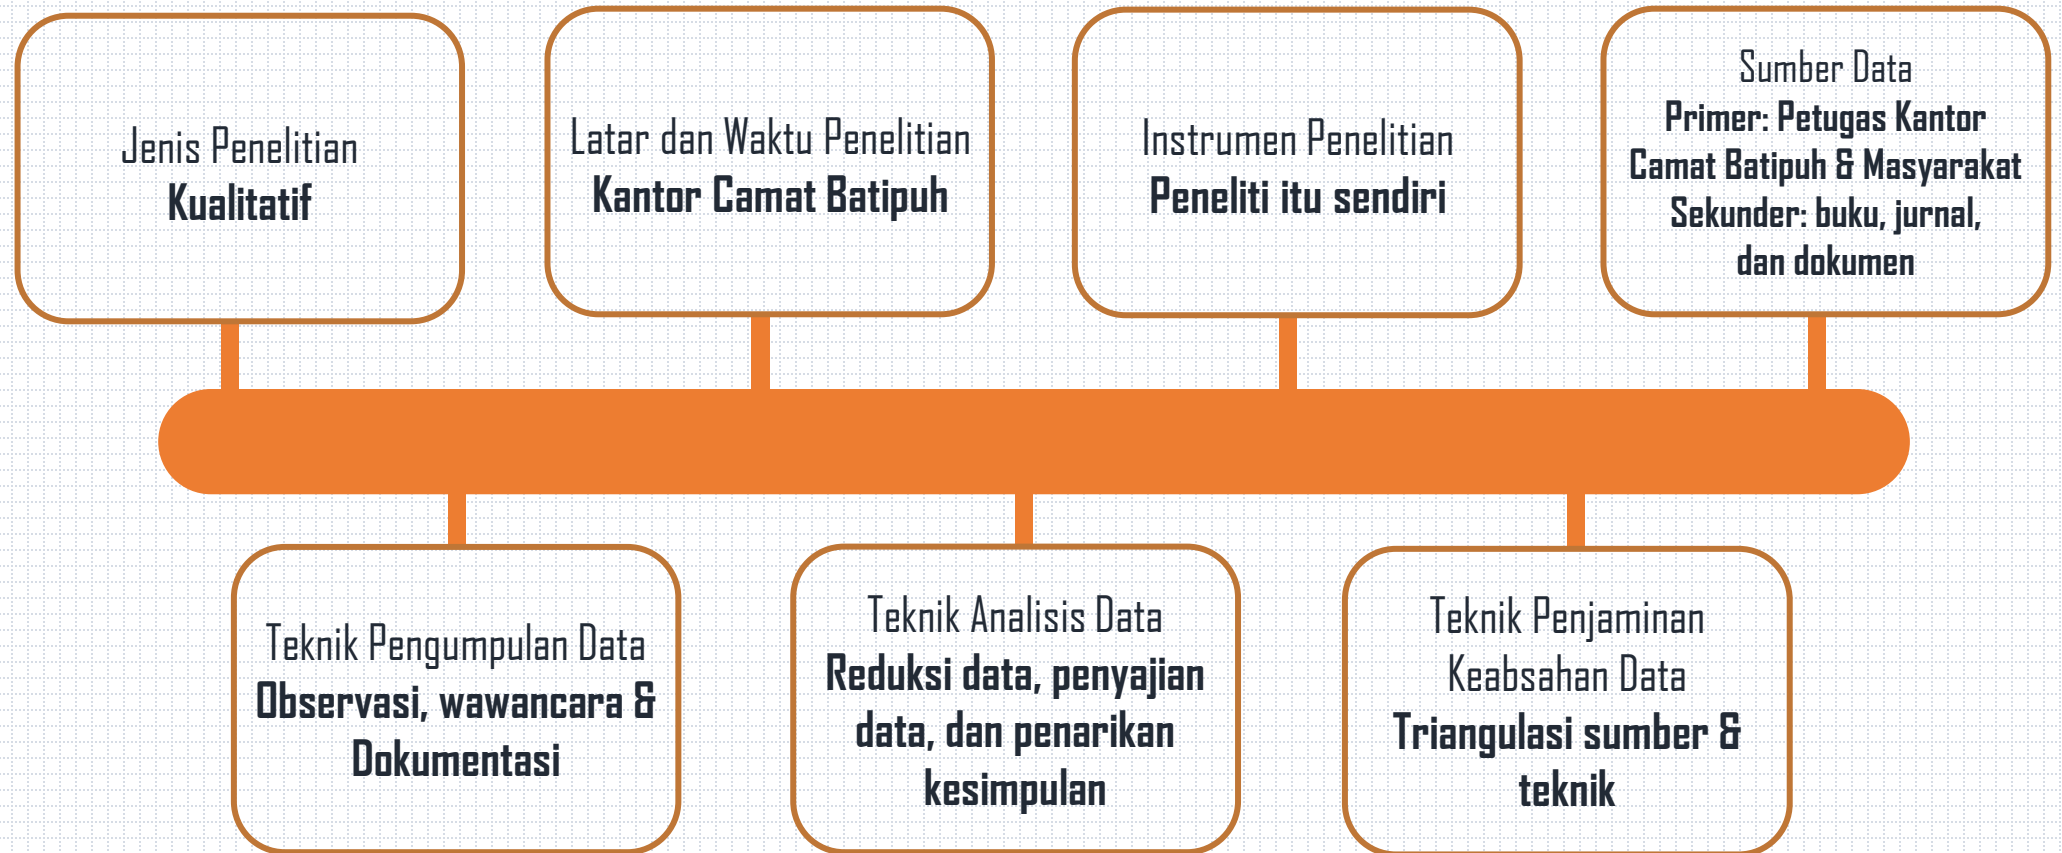 Jenis Penelitian
Kualitatif
Latar dan Waktu Penelitian
Kantor Camat Batipuh
Instrumen Penelitian
Peneliti itu sendiri
Sumber Data
Primer: Petugas Kantor
Camat Batipuh & Masyarakat
Sekunder: buku, jurnal,
dan dokumen
Teknik Pengumpulan Data
Observasi, wawancara &
Dokumentasi
Teknik Analisis Data
Reduksi data, penyajian
data, dan penarikan
kesimpulan
Teknik Penjaminan
Keabsahan Data
Triangulasi sumber &
teknik